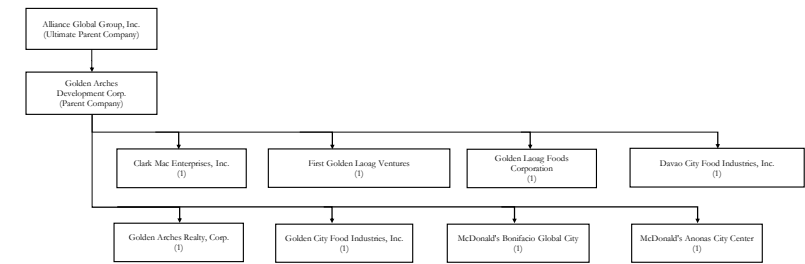 Alliance Global Group, Inc.
(Ultimate Parent Company)
Golden Arches
Development Corp.
(Parent Company)
Clark Mac Enterprises, Inc.
(1)
First Golden Laoag Ventures
(1)
Golden Laoag Foods
Corporation
(1)
Davao City Food Industries, Inc.
(1)
Golden Arches Realty, Corp.
(1)
Golden City Food Industries, Inc.
(1)
McDonald's Bonifacio Global City
(1)
McDonald's Anonas City Center
(1)